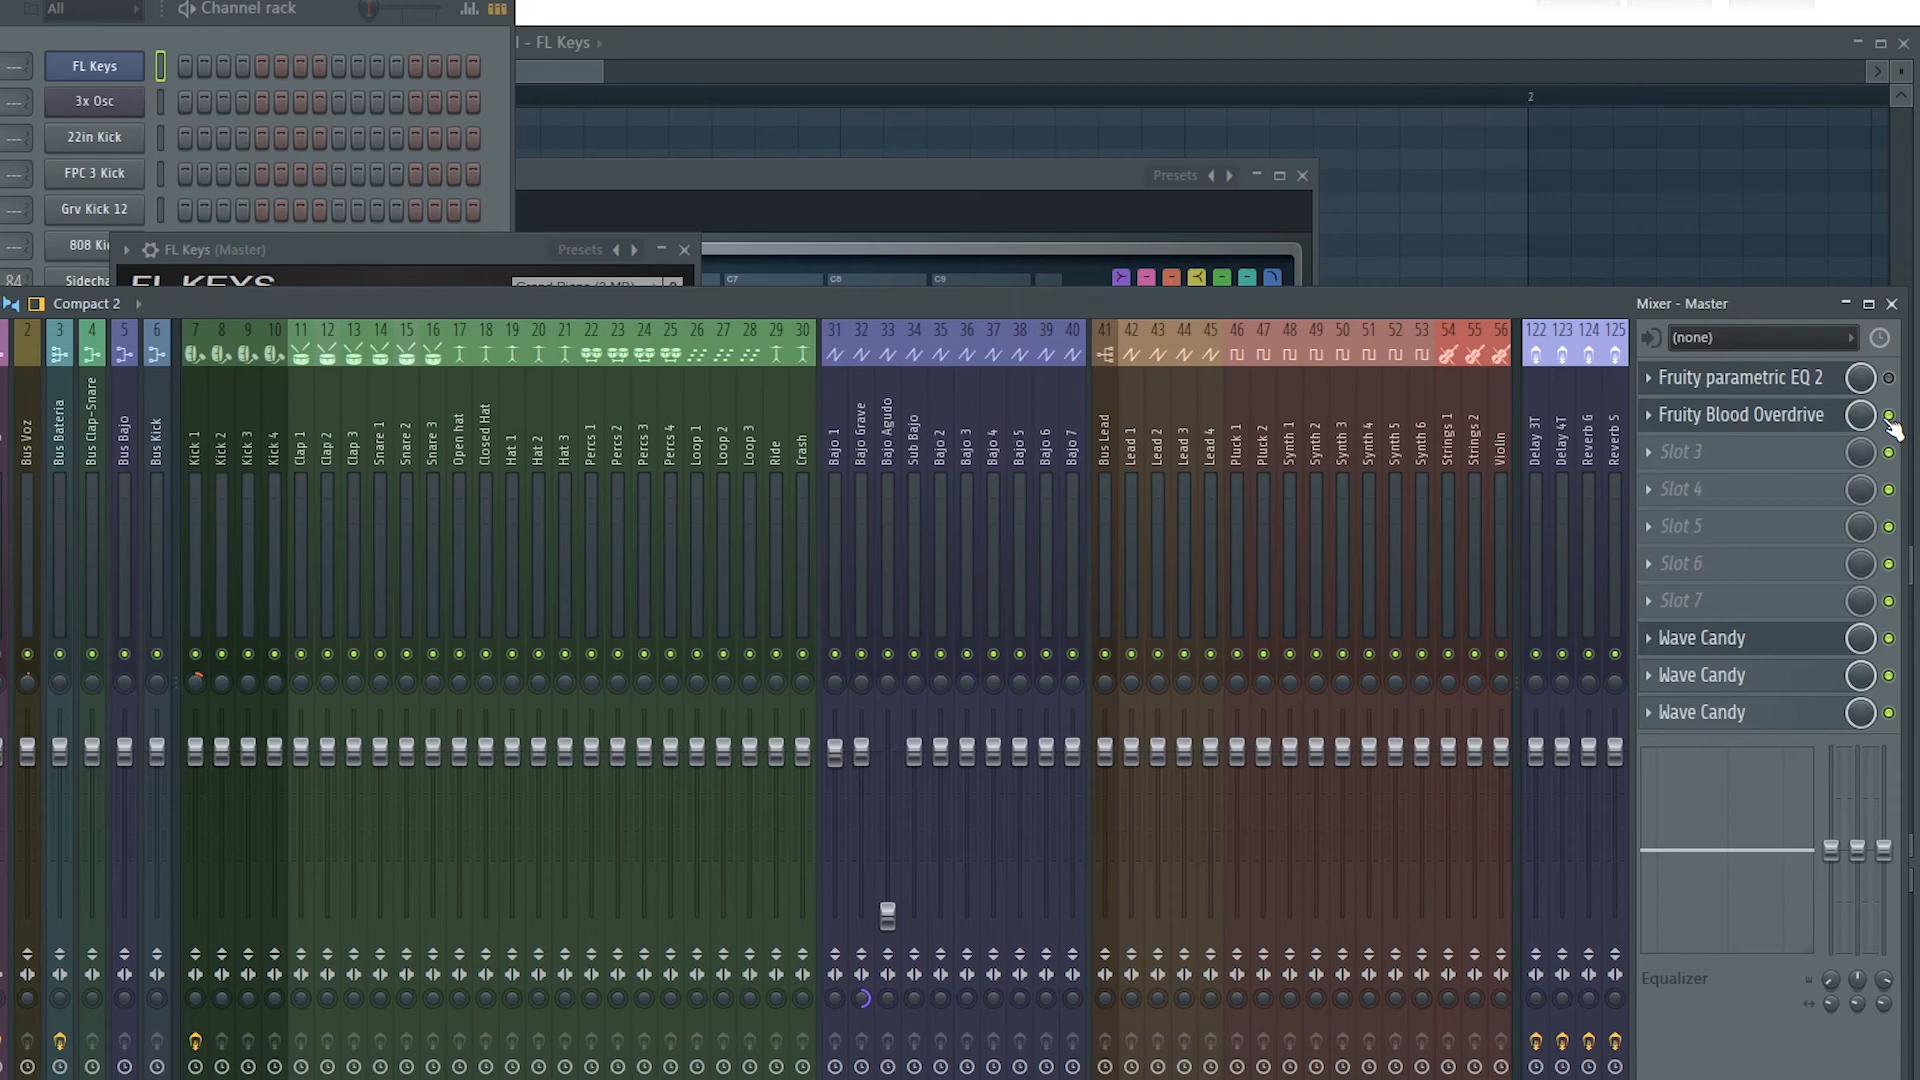 All
Channel rack
- FL Keys
FL Keys
3x Osc
22in Kick
FPC 3 Kick
Grv Kick 12
808 Kic
84
Sidecha
2
Presets
FL Keys (Master)
Presets
FL KEYS
C7
C8
C9
Compact 2
Mixer - Master
2 3 4 5 6 7 8 9 10 11 12 13 14 15 16 17 18 19 20 21 22 23 24 25 26 27 28 29 30 31 32 33 34 35 36 37 38 39 40 41 42 43 44 45 46 47 48 49 50 51 52 53 54 55 56 122 123 124 125
Bus Voz
Bus Bateria
Bus Clap-Snare
Bus Bajo
Bus Kick
Kick 1
Kick 2
Kick 3
Kick 4
Clap 1
Clap 2
Clap 3
Snare 1
Snare 2
Snare 3
Open hat
Closed Hat
Hat 1
Hat 2
Hat 3
Percs 1
Percs 2
Percs 3
Percs 4
Loop 1
Loop 2
Loop 3
Ride
Crash
Bajo 1
Bajo Grave
Bajo Agudo
Sub Bajo
Bajo 2
Bajo 3
Bajo 4
Bajo 5
Bajo 6
Bajo 7
Bus Lead
Lead 1
Lead 2
Lead 3
Lead 4
Pluck 1
Pluck 2
Synth 1
Synth 2
Synth 3
Synth 4
Synth 5
Synth 6
Strings 1
Strings 2
Violin
Delay 3T
Delay 4T
Reverb 6
Reverb 5
(none)
Fruity parametric EQ 2
Fruity Blood Overdrive
Slot 3
Slot 4
Slot 5
Slot 6
Slot 7
Wave Candy
Wave Candy
Wave Candy
Equalizer